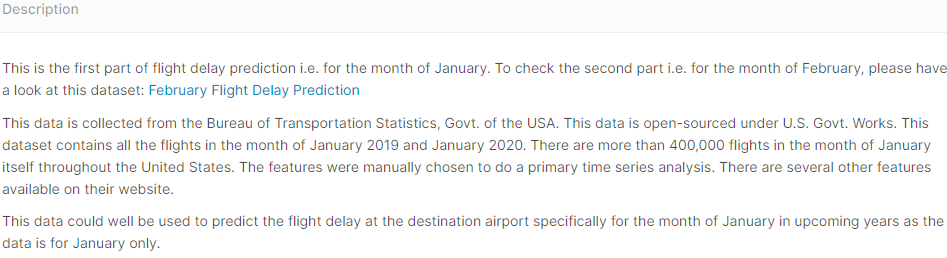 Description
This is the first part of flight delay prediction i.e. for the month of January. To check the second part i.e. for the month of February, please have
a look at this dataset: February Flight Delay Prediction
This data is collected from the Bureau of Transportation Statistics, Govt. of the USA. This data is open-sourced under U.S. Govt. Works. This
dataset contains all the flights in the month of January 2019 and January 2020. There are more than 400,000 flights in the month of January
itself throughout the United States. The features were manually chosen to do a primary time series analysis. There are several other features
available on their website.
This data could well be used to predict the flight delay at the destination airport specifically for the month of January in upcoming years as the
data is for January only.